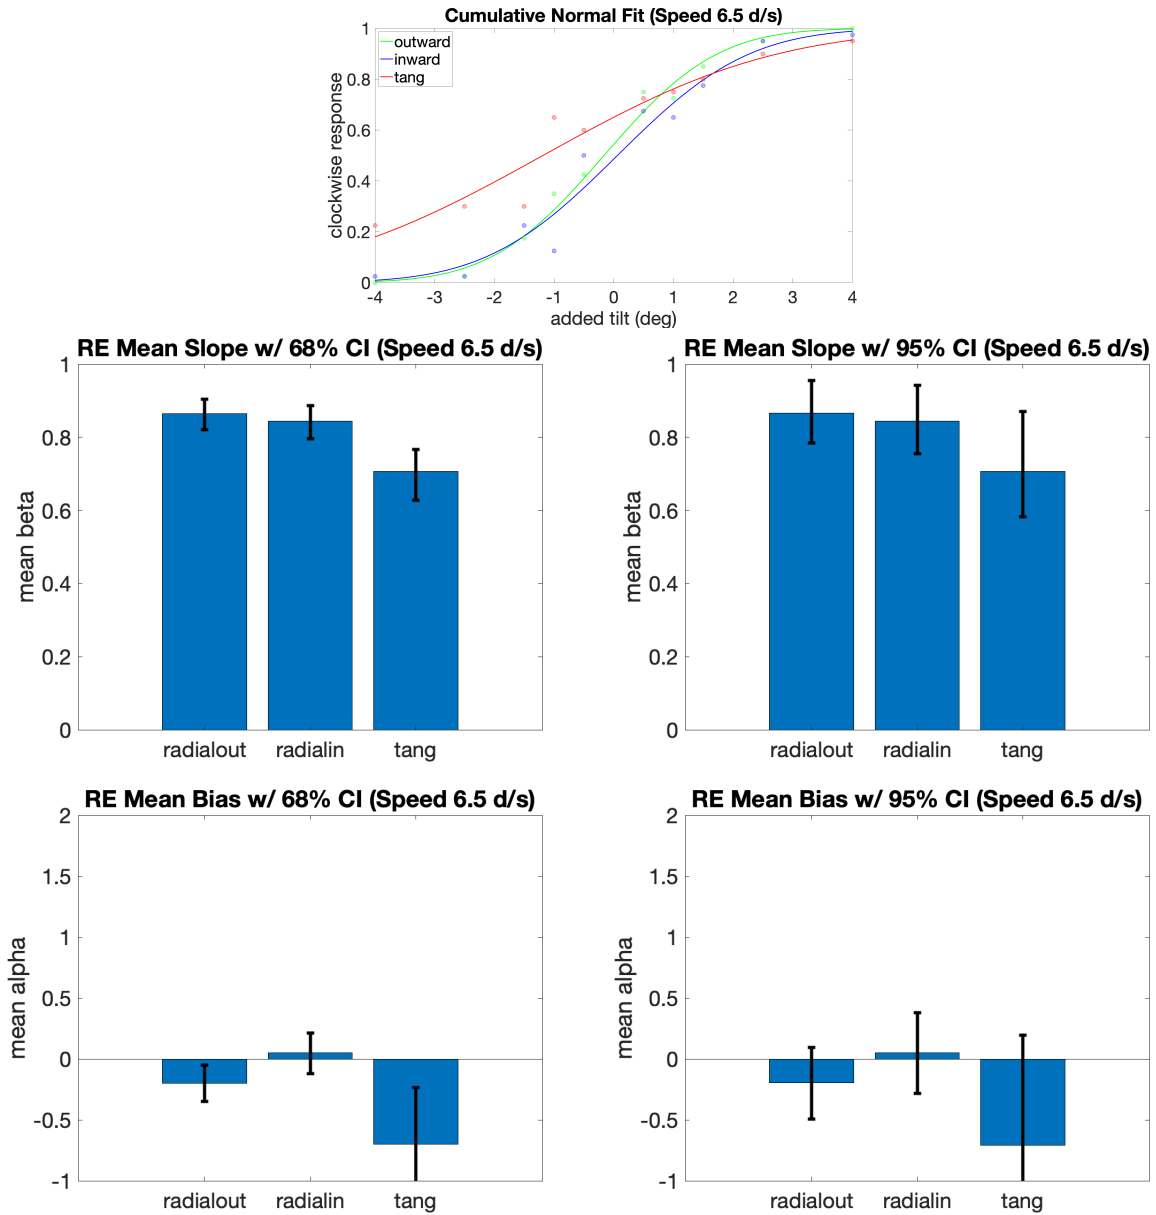 Cumulative Normal Fit (Speed 6.5 d/s)
1
outward
inward
tang
0.8
0.6
0.4
0.2
0
clockwise response
-4 -3 -2 -1 0 1 2 3 4
added tilt (deg)
RE Mean Slope w/ 68% CI (Speed 6.5 d/s)
1
0.8
0.6
0.4
0.2
0
mean beta
radialout radialin tang
RE Mean Slope w/ 95% CI (Speed 6.5 d/s)
1
0.8
0.6
0.4
0.2
0
mean beta
radialout radialin tang
RE Mean Bias w/ 68% CI (Speed 6.5 d/s)
2
1.5
1
0.5
0
-0.5
-1
mean alpha
radialout radialin tang
RE Mean Bias w/ 95% CI (Speed 6.5 d/s)
2
1.5
1
0.5
0
-0.5
-1
mean alpha
radialout radialin tang